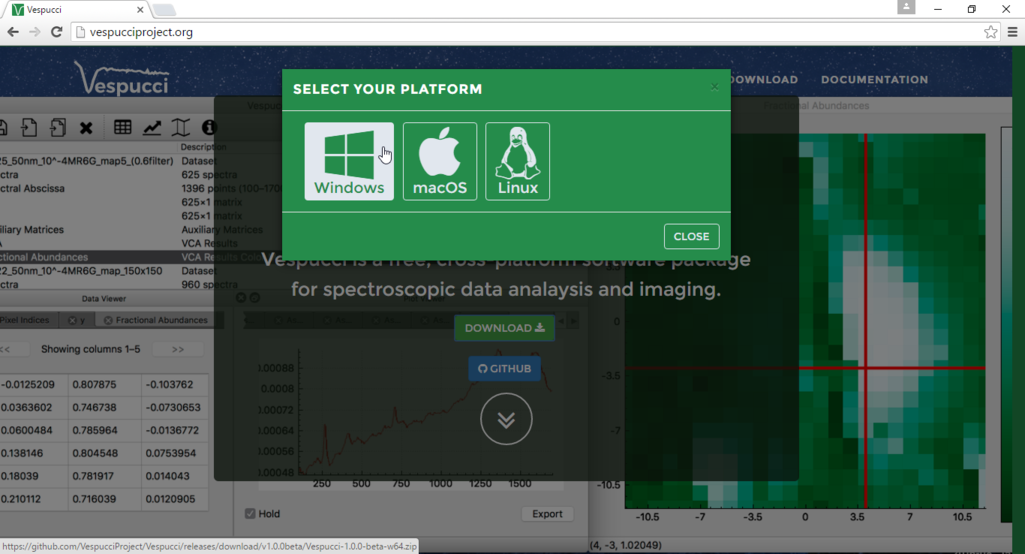 Vespucci
vespucciproject.org
Vespucci
DOWNLOAD DOCUMENTATION
SELECT YOUR PLATFORM ×
Windows macOS Linux
CLOSE
Fractional Abundances
Description
25_50nm_10^-4MR6G_map5_(0.6filter) Dataset
ctra 625 spectra
ctral Abscissa 1396 points (100–170
625×1 matrix
625×1 matrix
iliary Matrices Auxiliary Matrices
VCA Results
ctional Abundances VCA Results
22_50nm_10^-4MR6G_map_150x150 Dataset
ctra 960 spectra
Vespucci is a free, cross-platform software package
for spectroscopic data analaysis and imaging.
DOWNLOAD
GITHUB
Data Viewer
Pixel Indices Fractional Abundances
<< Showing columns 1–5 >>
-0.0125209 0.807875 -0.103762
0.0363602 0.746738 -0.0730653
0.0600484 0.785964 -0.0136772
0.138146 0.804548 0.0753954
0.18039 0.781917 0.014043
0.210112 0.716039 0.0120905
0.00088
0.0008
0.00072
0.00064
0.00056
0.00048
250 500 750 1000 1250 1500
Hold Export
0
-3.5
-7
-10.5
-10.5 -7 -3.5 0 3.5 7 10.5
(4, -3, 1.02049)
https://github.com/VespucciProject/Vespucci/releases/download/v1.0.0beta/Vespucci-1.0.0-beta-w64.zip